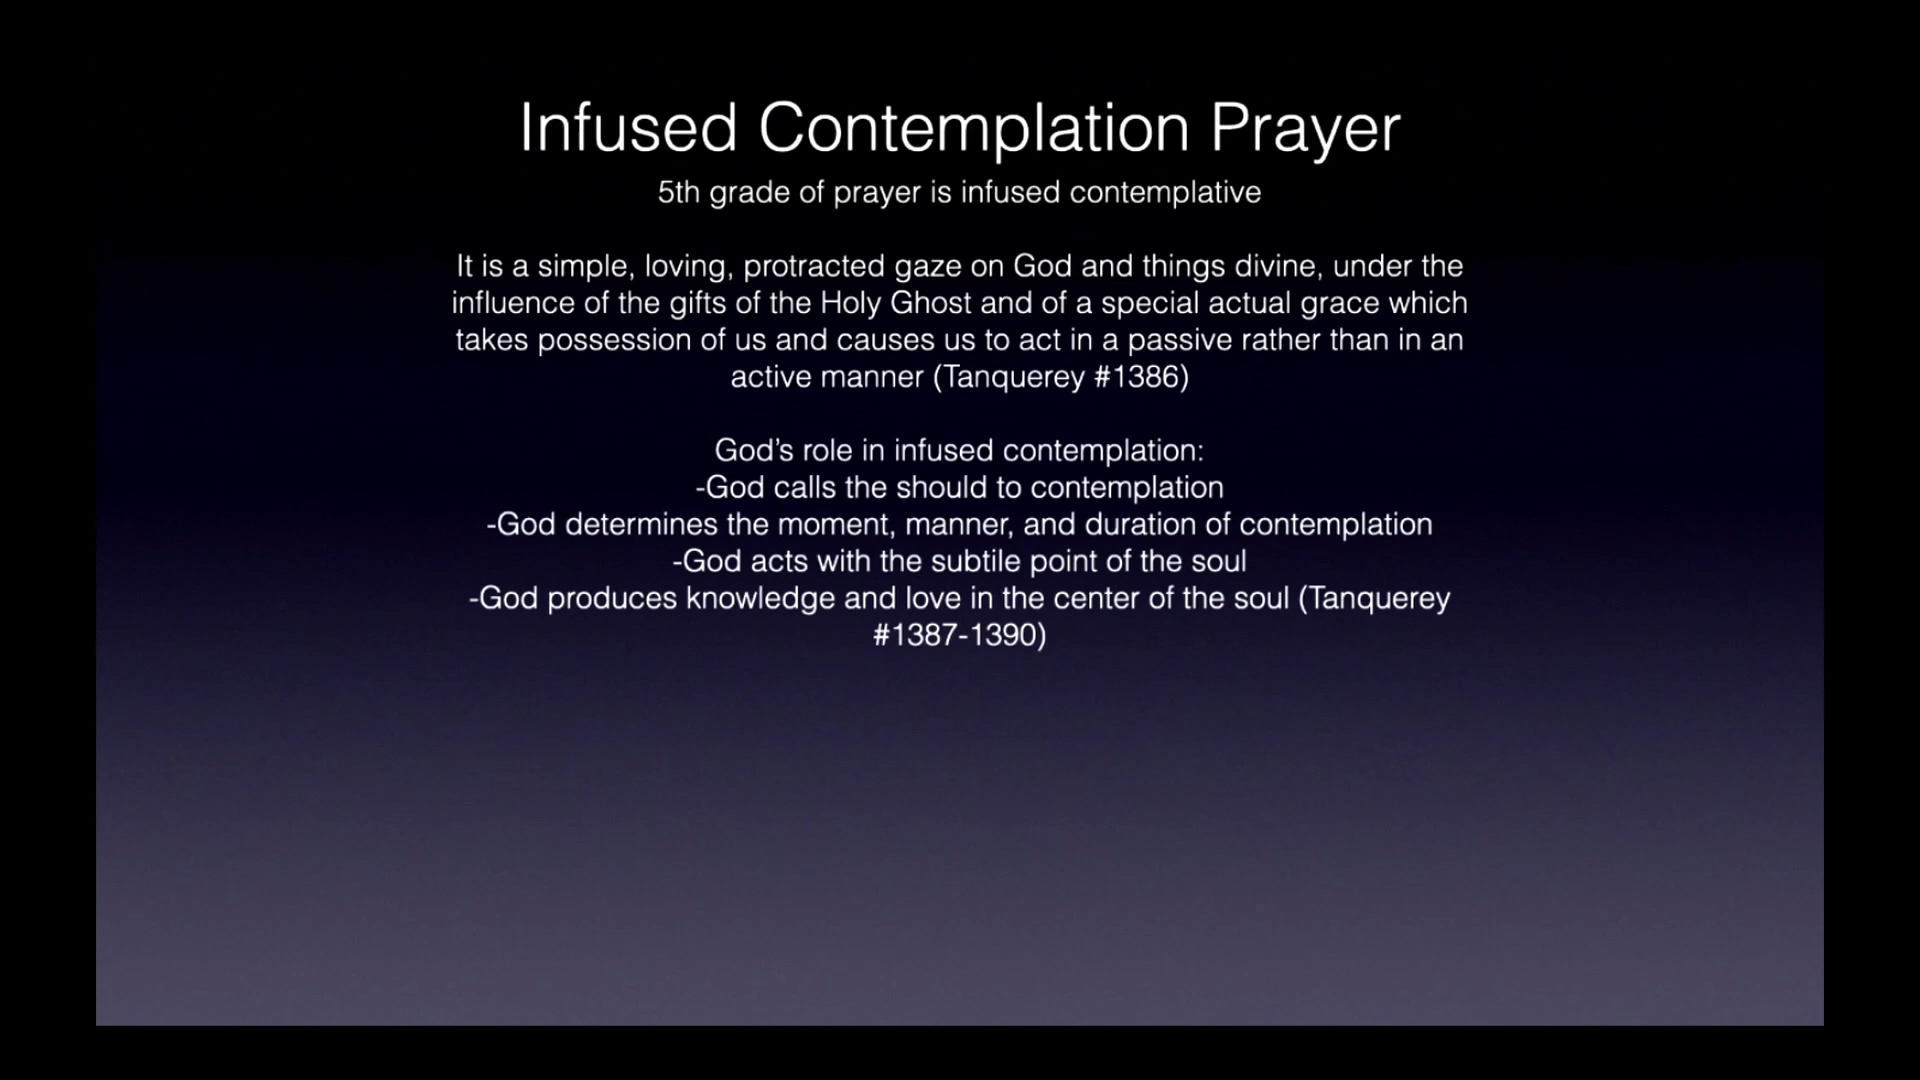 Infused Contemplation Prayer
5th grade of prayer is infused contemplative
It is a simple, loving, protracted gaze on God and things divine, under the
influence of the gifts of the Holy Ghost and of a special actual grace which
takes possession of us and causes us to act in a passive rather than in an
active manner (Tanquerey #1386)
God’s role in infused contemplation:
-God calls the should to contemplation
-God determines the moment, manner, and duration of contemplation
-God acts with the subtile point of the soul
-God produces knowledge and love in the center of the soul (Tanquerey
#1387-1390)